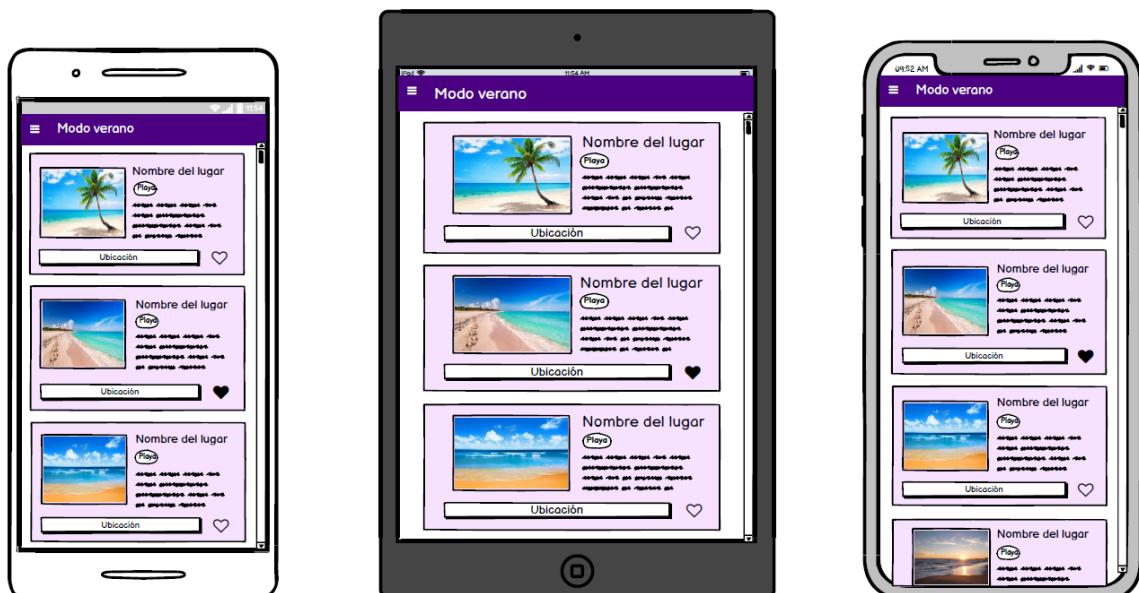 11:54
Modo verano
Nombre del lugar
Playa
Ubicación
Nombre del lugar
Playa
Ubicación
Nombre del lugar
Playa
Ubicación
iPad
11:54 AM
Modo verano
Nombre del lugar
Playa
Ubicación
Nombre del lugar
Playa
Ubicación
Nombre del lugar
Playa
Ubicación
09:52 AM
Modo verano
Nombre del lugar
Playa
Ubicación
Nombre del lugar
Playa
Ubicación
Nombre del lugar
Playa
Ubicación
Nombre del lugar
Playa